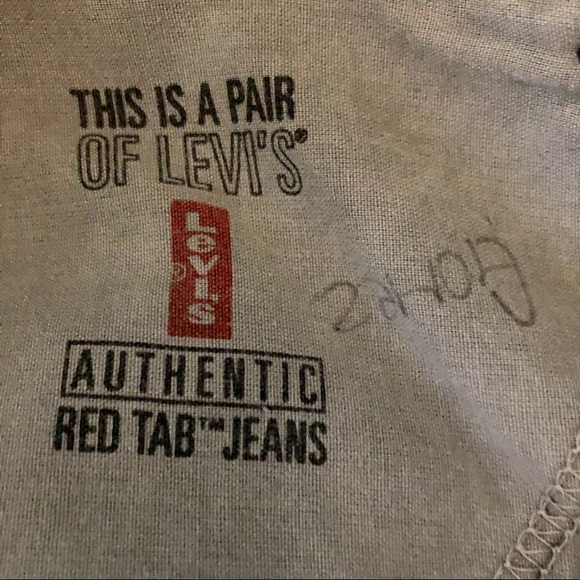 THIS IS A PAIR
OF LEVI'S®
LEVI'S ®
AUTHENTIC
RED TAB™ JEANS